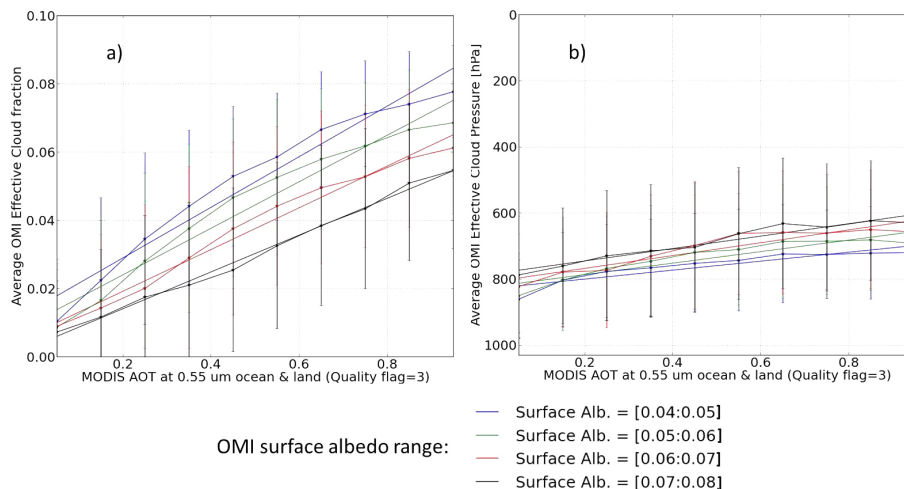 a)
Average OMI Effective Cloud fraction
0.10
0.08
0.06
0.04
0.02
0.00
0.2 0.4 0.6 0.8
MODIS AOT at 0.55 um ocean & land (Quality flag=3)
b)
Average OMI Effective Cloud Pressure [hPa]
0
200
400
600
800
1000
0.2 0.4 0.6 0.8
MODIS AOT at 0.55 um ocean & land (Quality flag=3)
OMI surface albedo range:
Surface Alb. = [0.04:0.05]
Surface Alb. = [0.05:0.06]
Surface Alb. = [0.06:0.07]
Surface Alb. = [0.07:0.08]